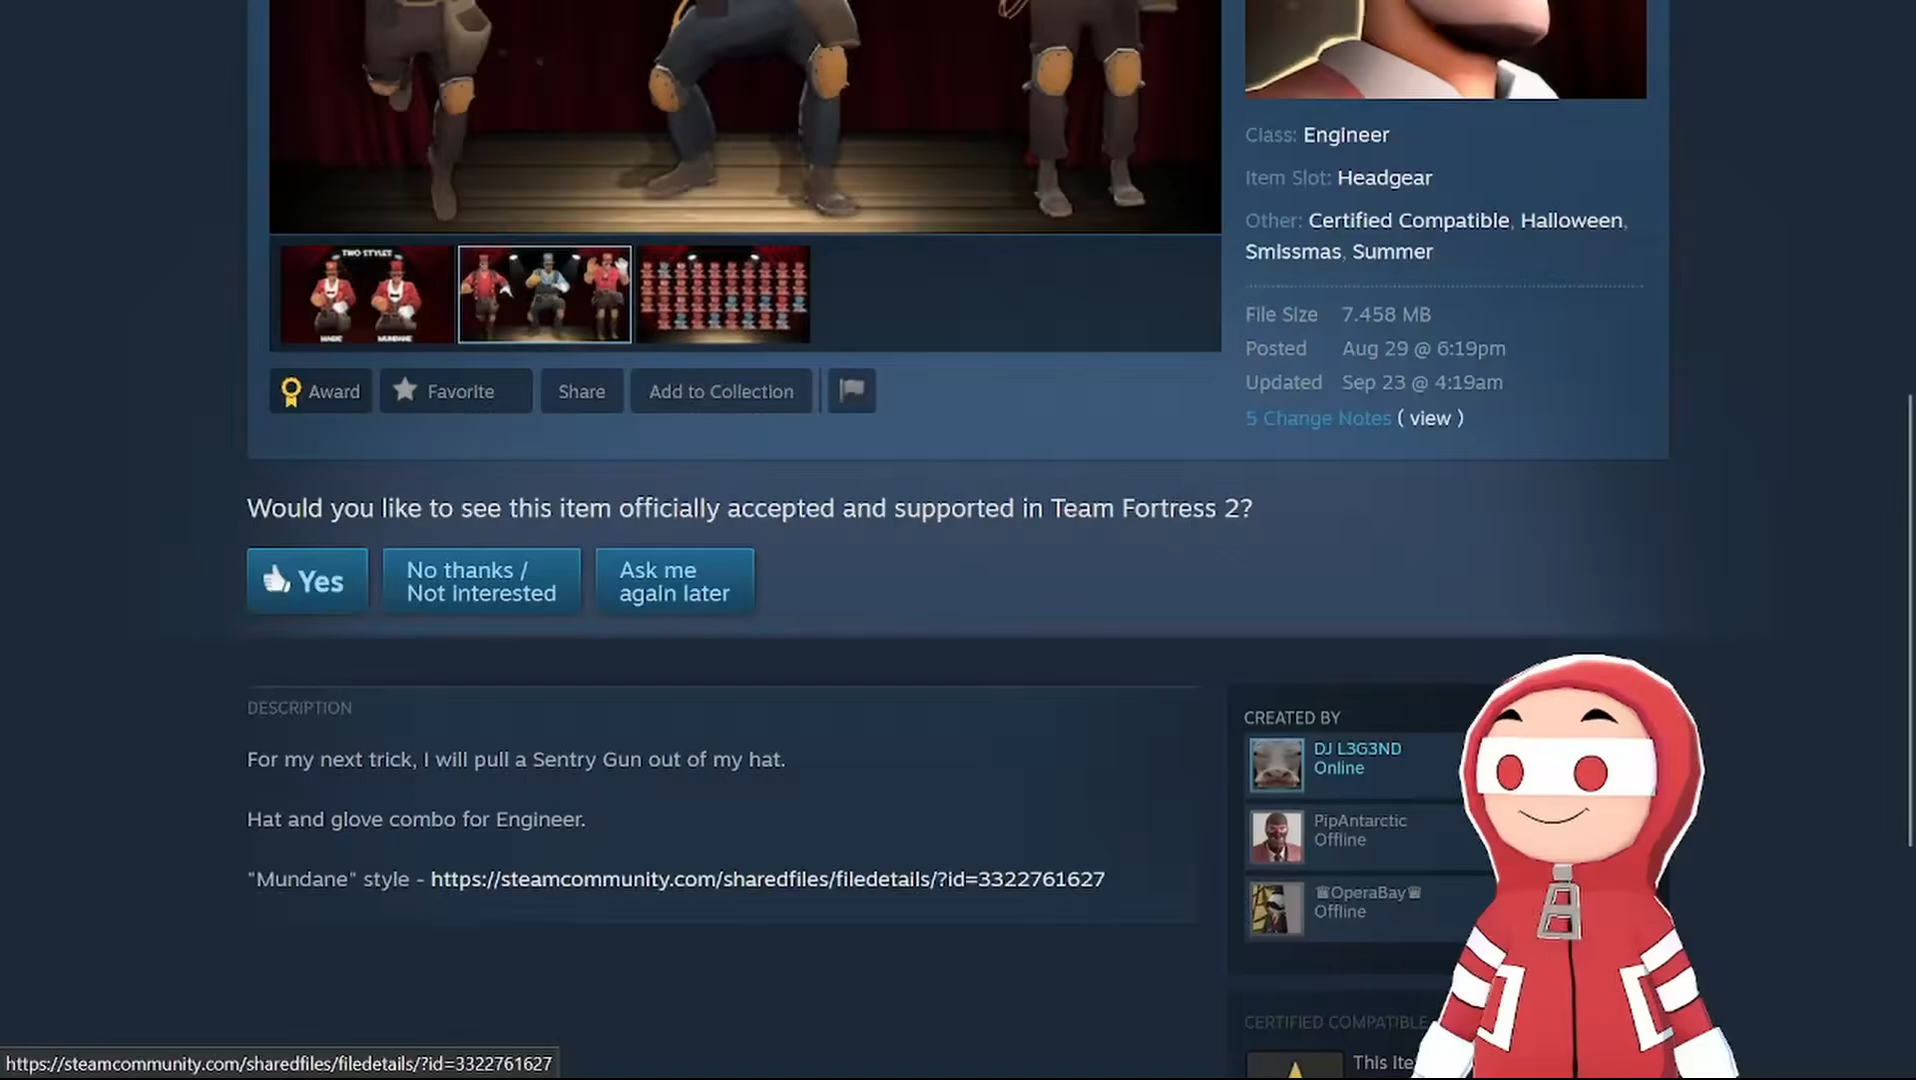 Class: Engineer
Item Slot: Headgear
Other: Certified Compatible, Halloween,
Smissmas, Summer
TWO STYLES
MAGIC MUNDANE
File Size 7.458 MB
Posted Aug 29 @ 6:19pm
Updated Sep 23 @ 4:19am
5 Change Notes ( view )
Award Favorite Share Add to Collection
Would you like to see this item officially accepted and supported in Team Fortress 2?
Yes
No thanks /
Not interested
Ask me
again later
DESCRIPTION
For my next trick, I will pull a Sentry Gun out of my hat.
Hat and glove combo for Engineer.
"Mundane" style - https://steamcommunity.com/sharedfiles/filedetails/?id=3322761627
CREATED BY
DJ L3G3ND
Online
PipAntarctic
Offline
♕OperaBay♕
Offline
CERTIFIED COMPATIBLE
This Ite
https://steamcommunity.com/sharedfiles/filedetails/?id=3322761627